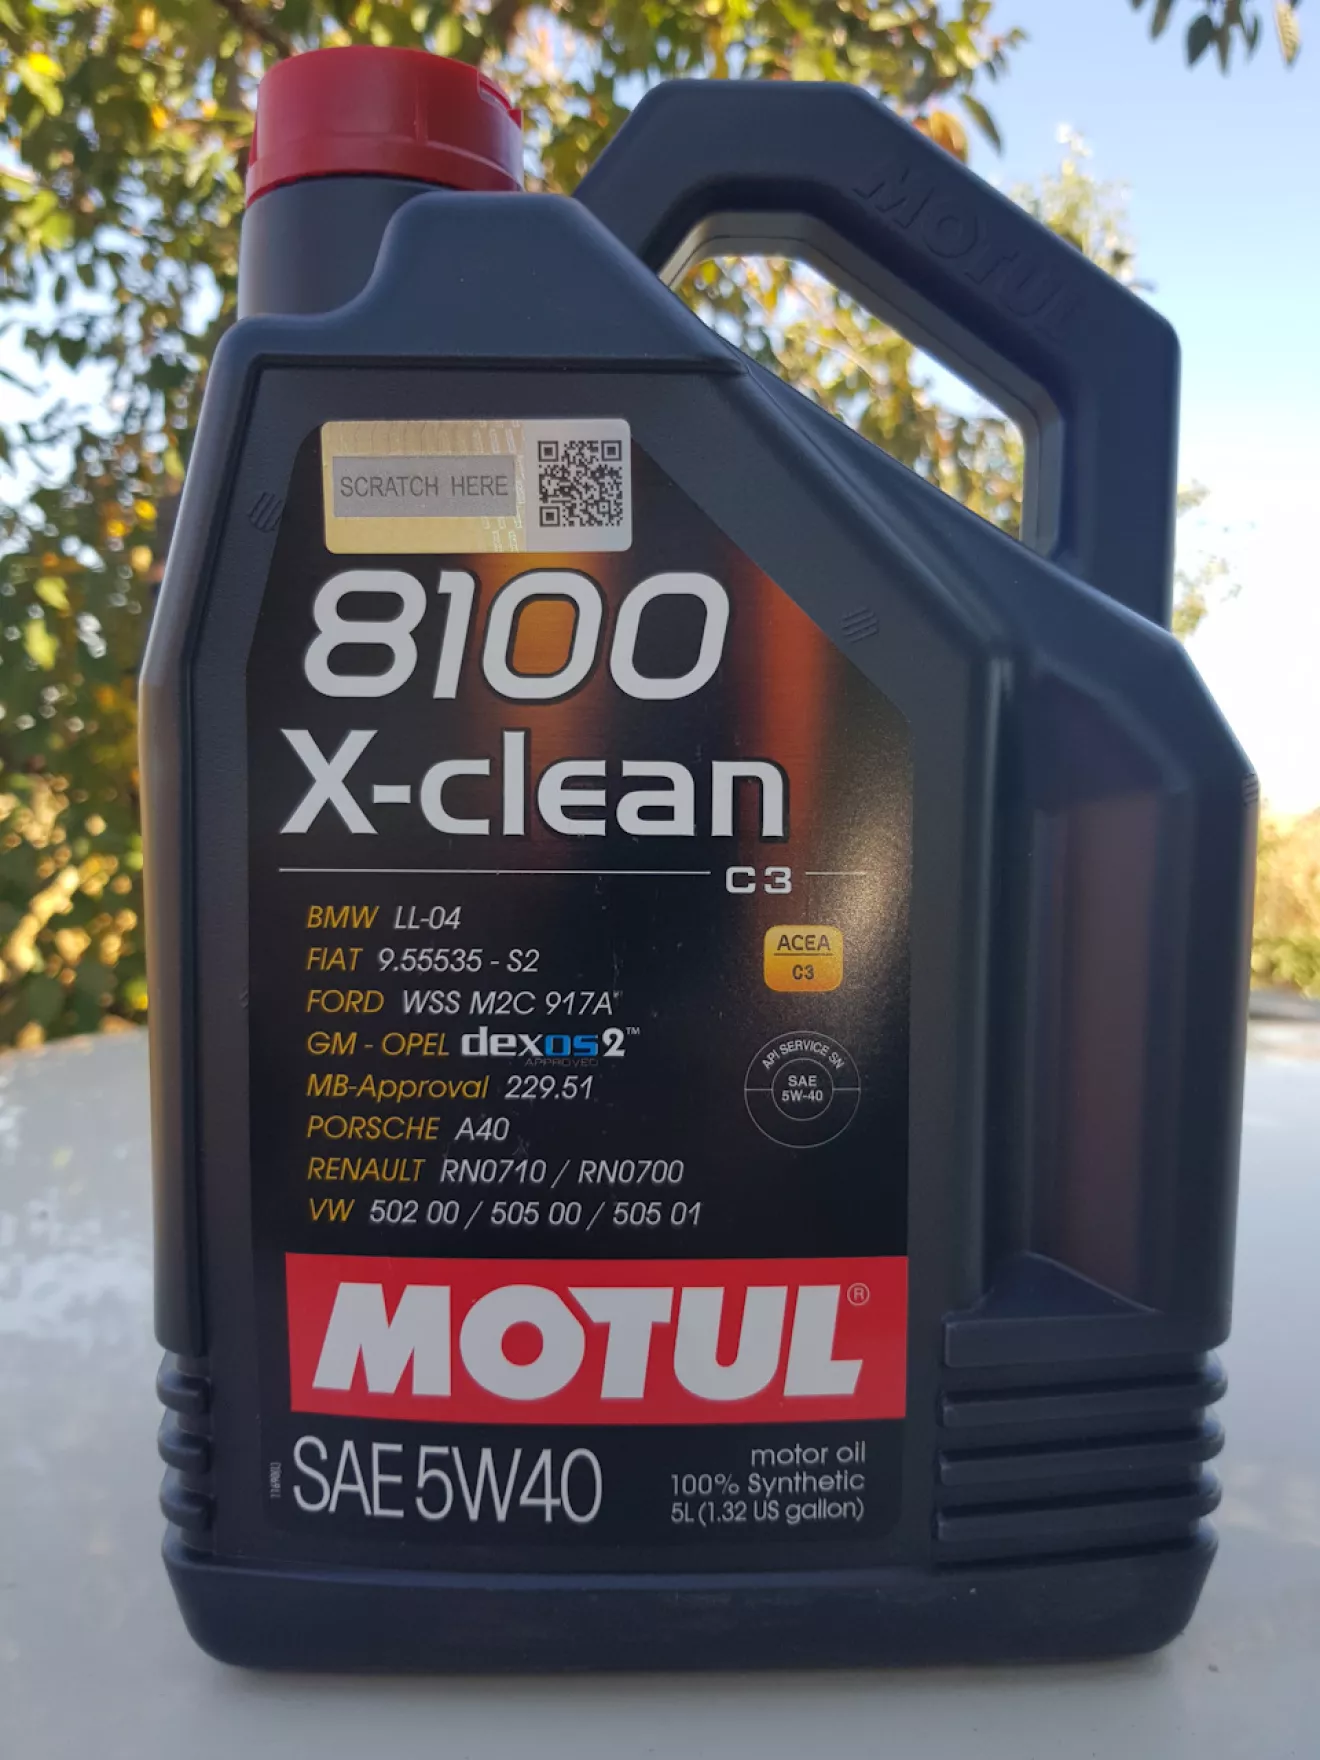 MOTUL
SCRATCH HERE
8100
X-clean
C3
BMW LL-04
FIAT 9.55535 - S2
FORD WSS M2C 917A
GM - OPEL dexos2™
APPROVED
MB-Approval 229.51
PORSCHE A40
RENAULT RN0710 / RN0700
VW 502 00 / 505 00 / 505 01
ACEA
C3
API SERVICE SN
SAE
5W-40
MOTUL®
SAE 5W40
motor oil
100% Synthetic
5L (1.32 US gallon)